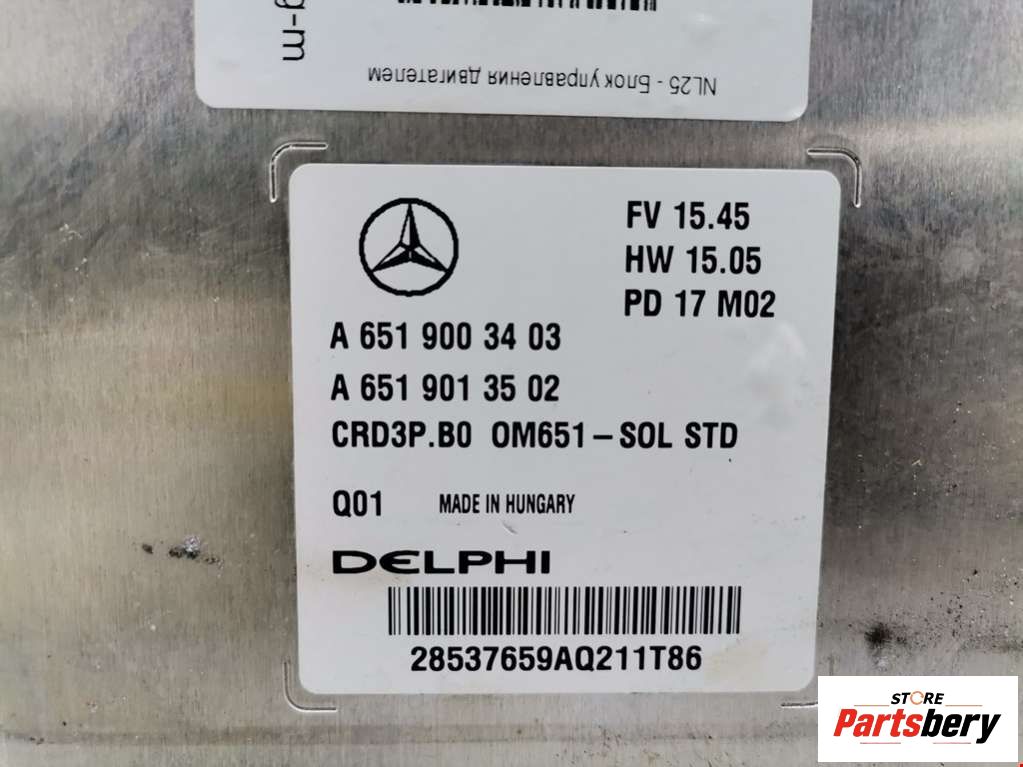 g-m
NL25 - Блок управления двигателем
FV 15.45
HW 15.05
PD 17 M02
A 651 900 34 03
A 651 901 35 02
CRD3P.B0 OM651-SOL STD
Q01 MADE IN HUNGARY
DELPHI
28537659AQ211T86
STORE
Partsbery